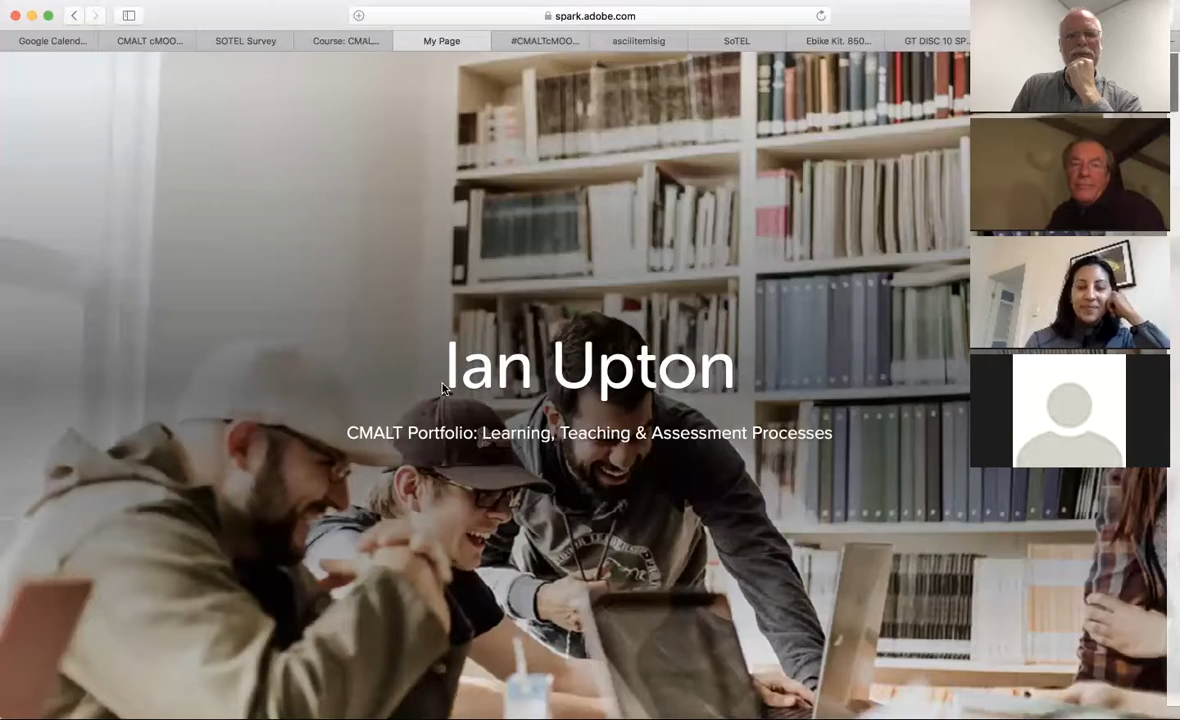 spark.adobe.com
Google Calend...
CMALT cMOO...
SOTEL Survey
Course: CMAL...
My Page
#CMALTcMOO...
ascilitemlsig
SoTEL
Ebike Kit. 850...
GT DISC 10 SP...
Ian Upton
CMALT Portfolio: Learning, Teaching & Assessment Processes